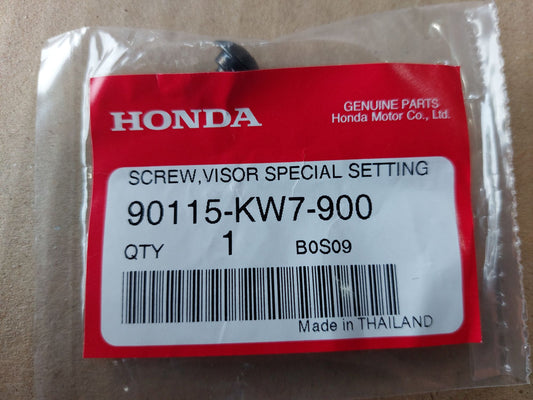 HONDA
GENUINE PARTS
Honda Motor Co., Ltd.
SCREW,VISOR SPECIAL SETTING
90115-KW7-900
QTY 1 B0S09
Made in THAILAND